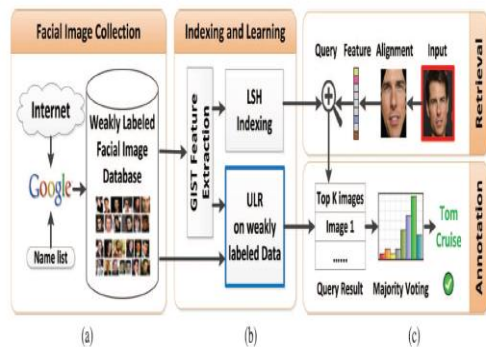 Facial Image Collection
Internet
Google
Name list
Weakly Labeled
Facial Image
Database
(a)
Indexing and Learning
GIST Feature
Extraction
LSH
Indexing
ULR
on weakly
labeled Data
(b)
Query Feature Alignment Input
Retrieval
Top K images
Image 1
......
Query Result
Majority Voting
Tom
Cruise
Annotation
(c)